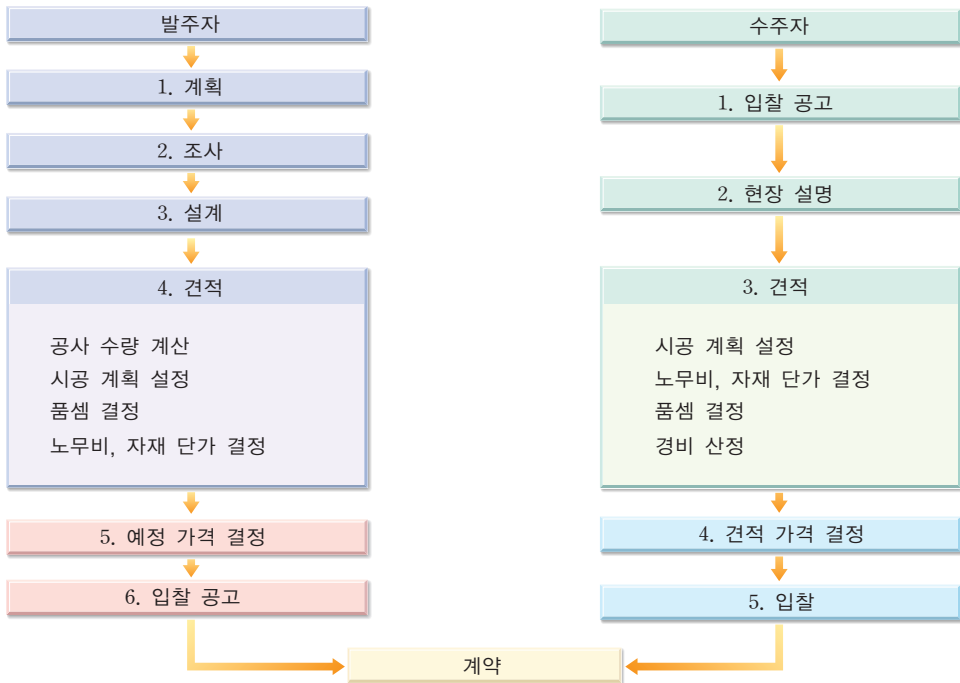 발주자
1. 계획
2. 조사
3. 설계
4. 견적
공사 수량 계산
시공 계획 설정
품셈 결정
노무비, 자재 단가 결정
5. 예정 가격 결정
6. 입찰 공고
수주자
1. 입찰 공고
2. 현장 설명
3. 견적
시공 계획 설정
노무비, 자재 단가 결정
품셈 결정
경비 산정
4. 견적 가격 결정
5. 입찰
계약